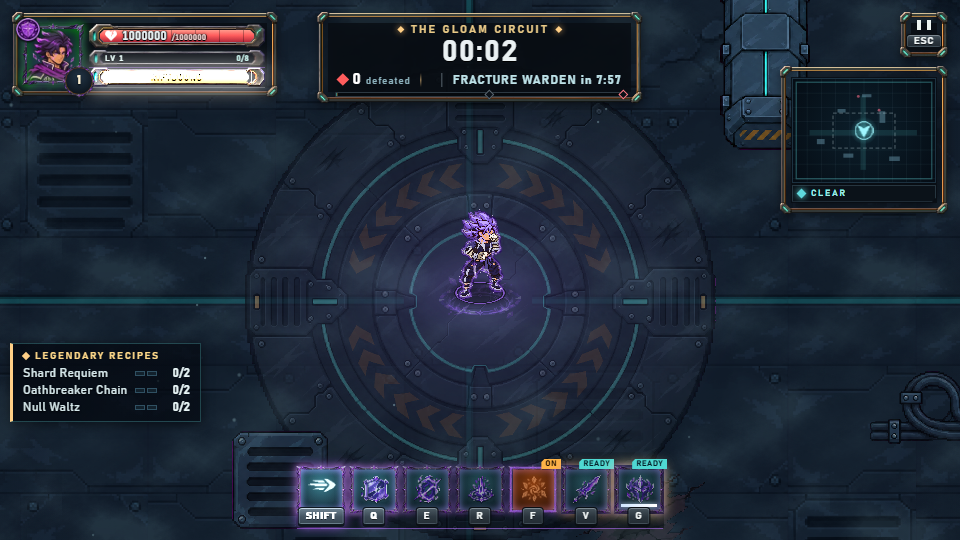 1000000 /1000000
LV 1 0/8
1
THE GLOAM CIRCUIT
00:02
0 defeated FRACTURE WARDEN in 7:57
ESC
CLEAR
LEGENDARY RECIPES
Shard Requiem 0/2
Oathbreaker Chain 0/2
Null Waltz 0/2
ON READY READY
SHIFT Q E R F V G